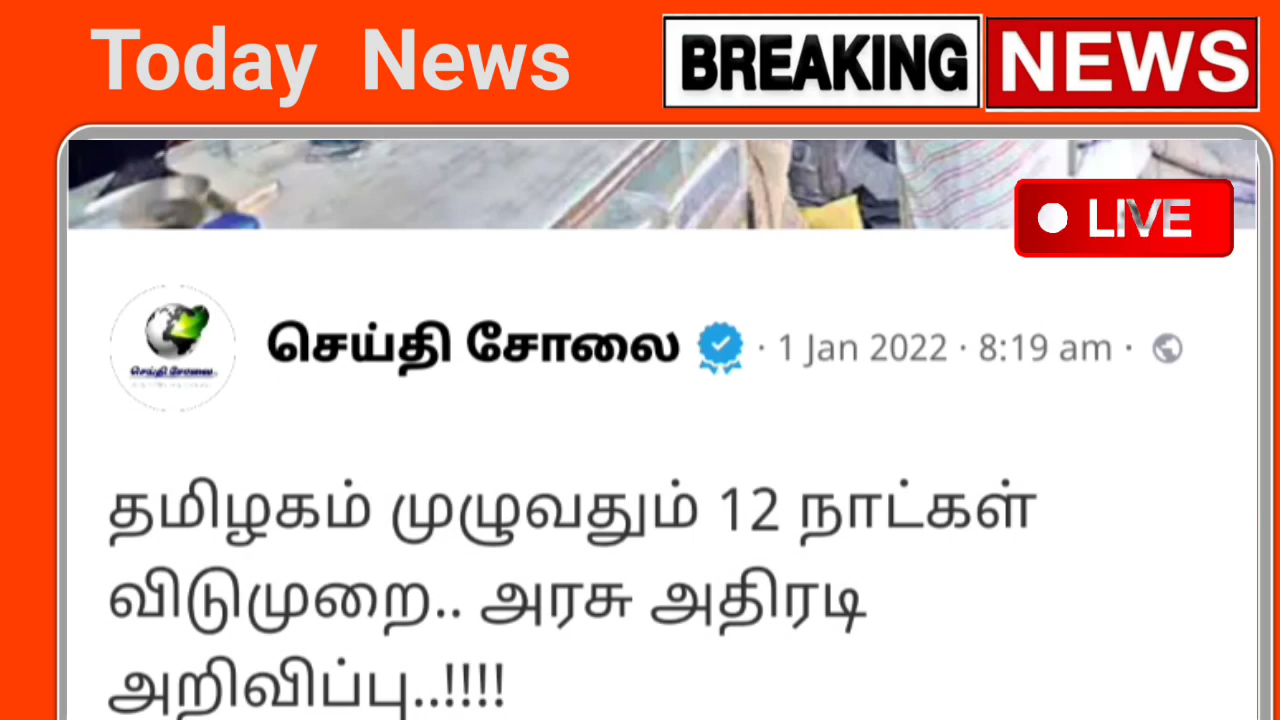 Today News
BREAKING NEWS
LIVE
செய்தி சோலை · 1 Jan 2022 · 8:19 am ·
செய்தி சோலை
தமிழகம் முழுவதும் 12 நாட்கள்
விடுமுறை.. அரசு அதிரடி
அறிவிப்பு..!!!!